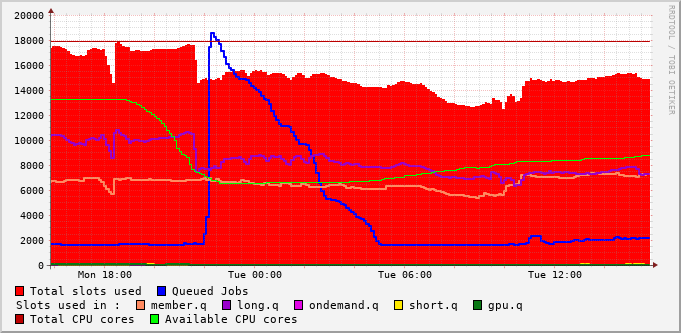 20000
18000
16000
14000
12000
10000
8000
6000
4000
2000
0
Mon 18:00 Tue 00:00 Tue 06:00 Tue 12:00
Total slots used Queued Jobs
Slots used in : member.q long.q ondemand.q short.q gpu.q
Total CPU cores Available CPU cores
RRDTOOL / TOBI OETIKER